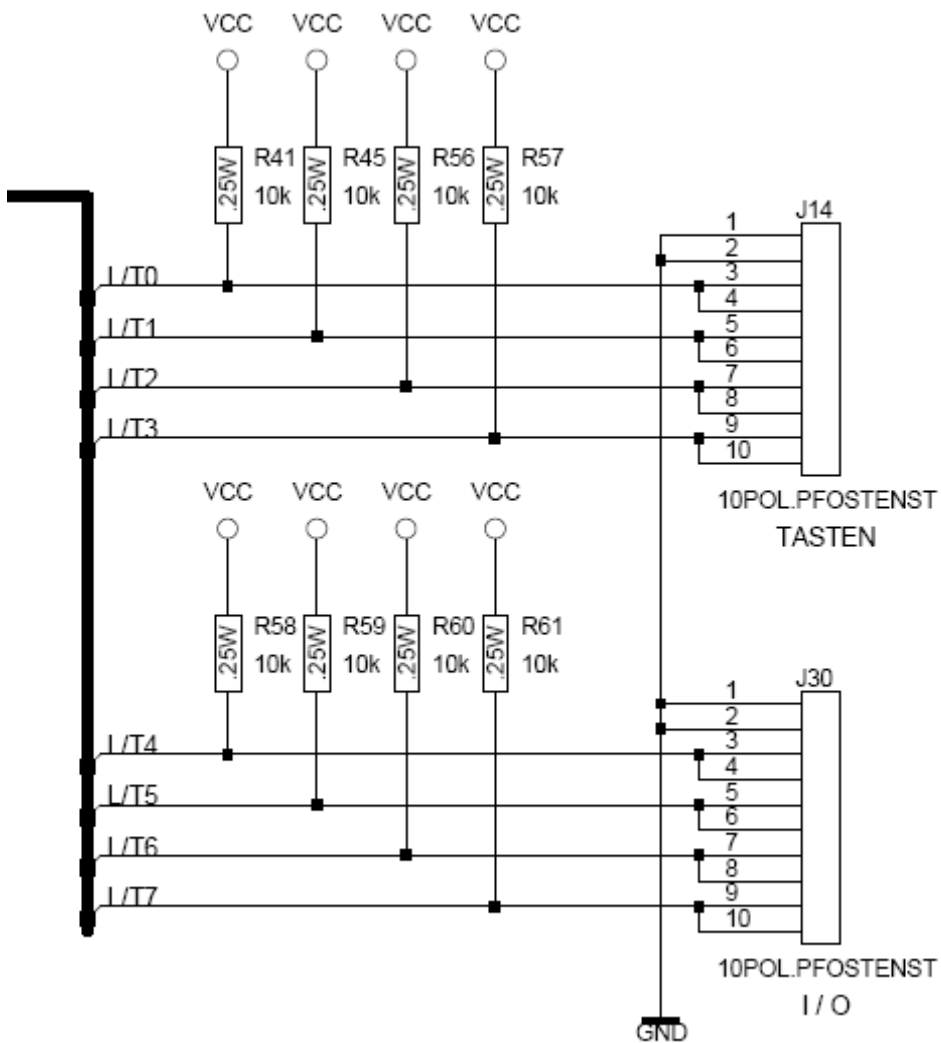 VCC VCC VCC VCC
R41 R45 R56 R57
.25W .25W .25W .25W
10k 10k 10k 10k
J14
1
2
L/T0 3
4
L/T1 5
6
L/T2 7
8
L/T3 9
10
VCC VCC VCC VCC
10POL.PFOSTENST
TASTEN
R58 R59 R60 R61
.25W .25W .25W .25W
10k 10k 10k 10k
J30
1
2
L/T4 3
4
L/T5 5
6
L/T6 7
8
L/T7 9
10
10POL.PFOSTENST
I / O
GND